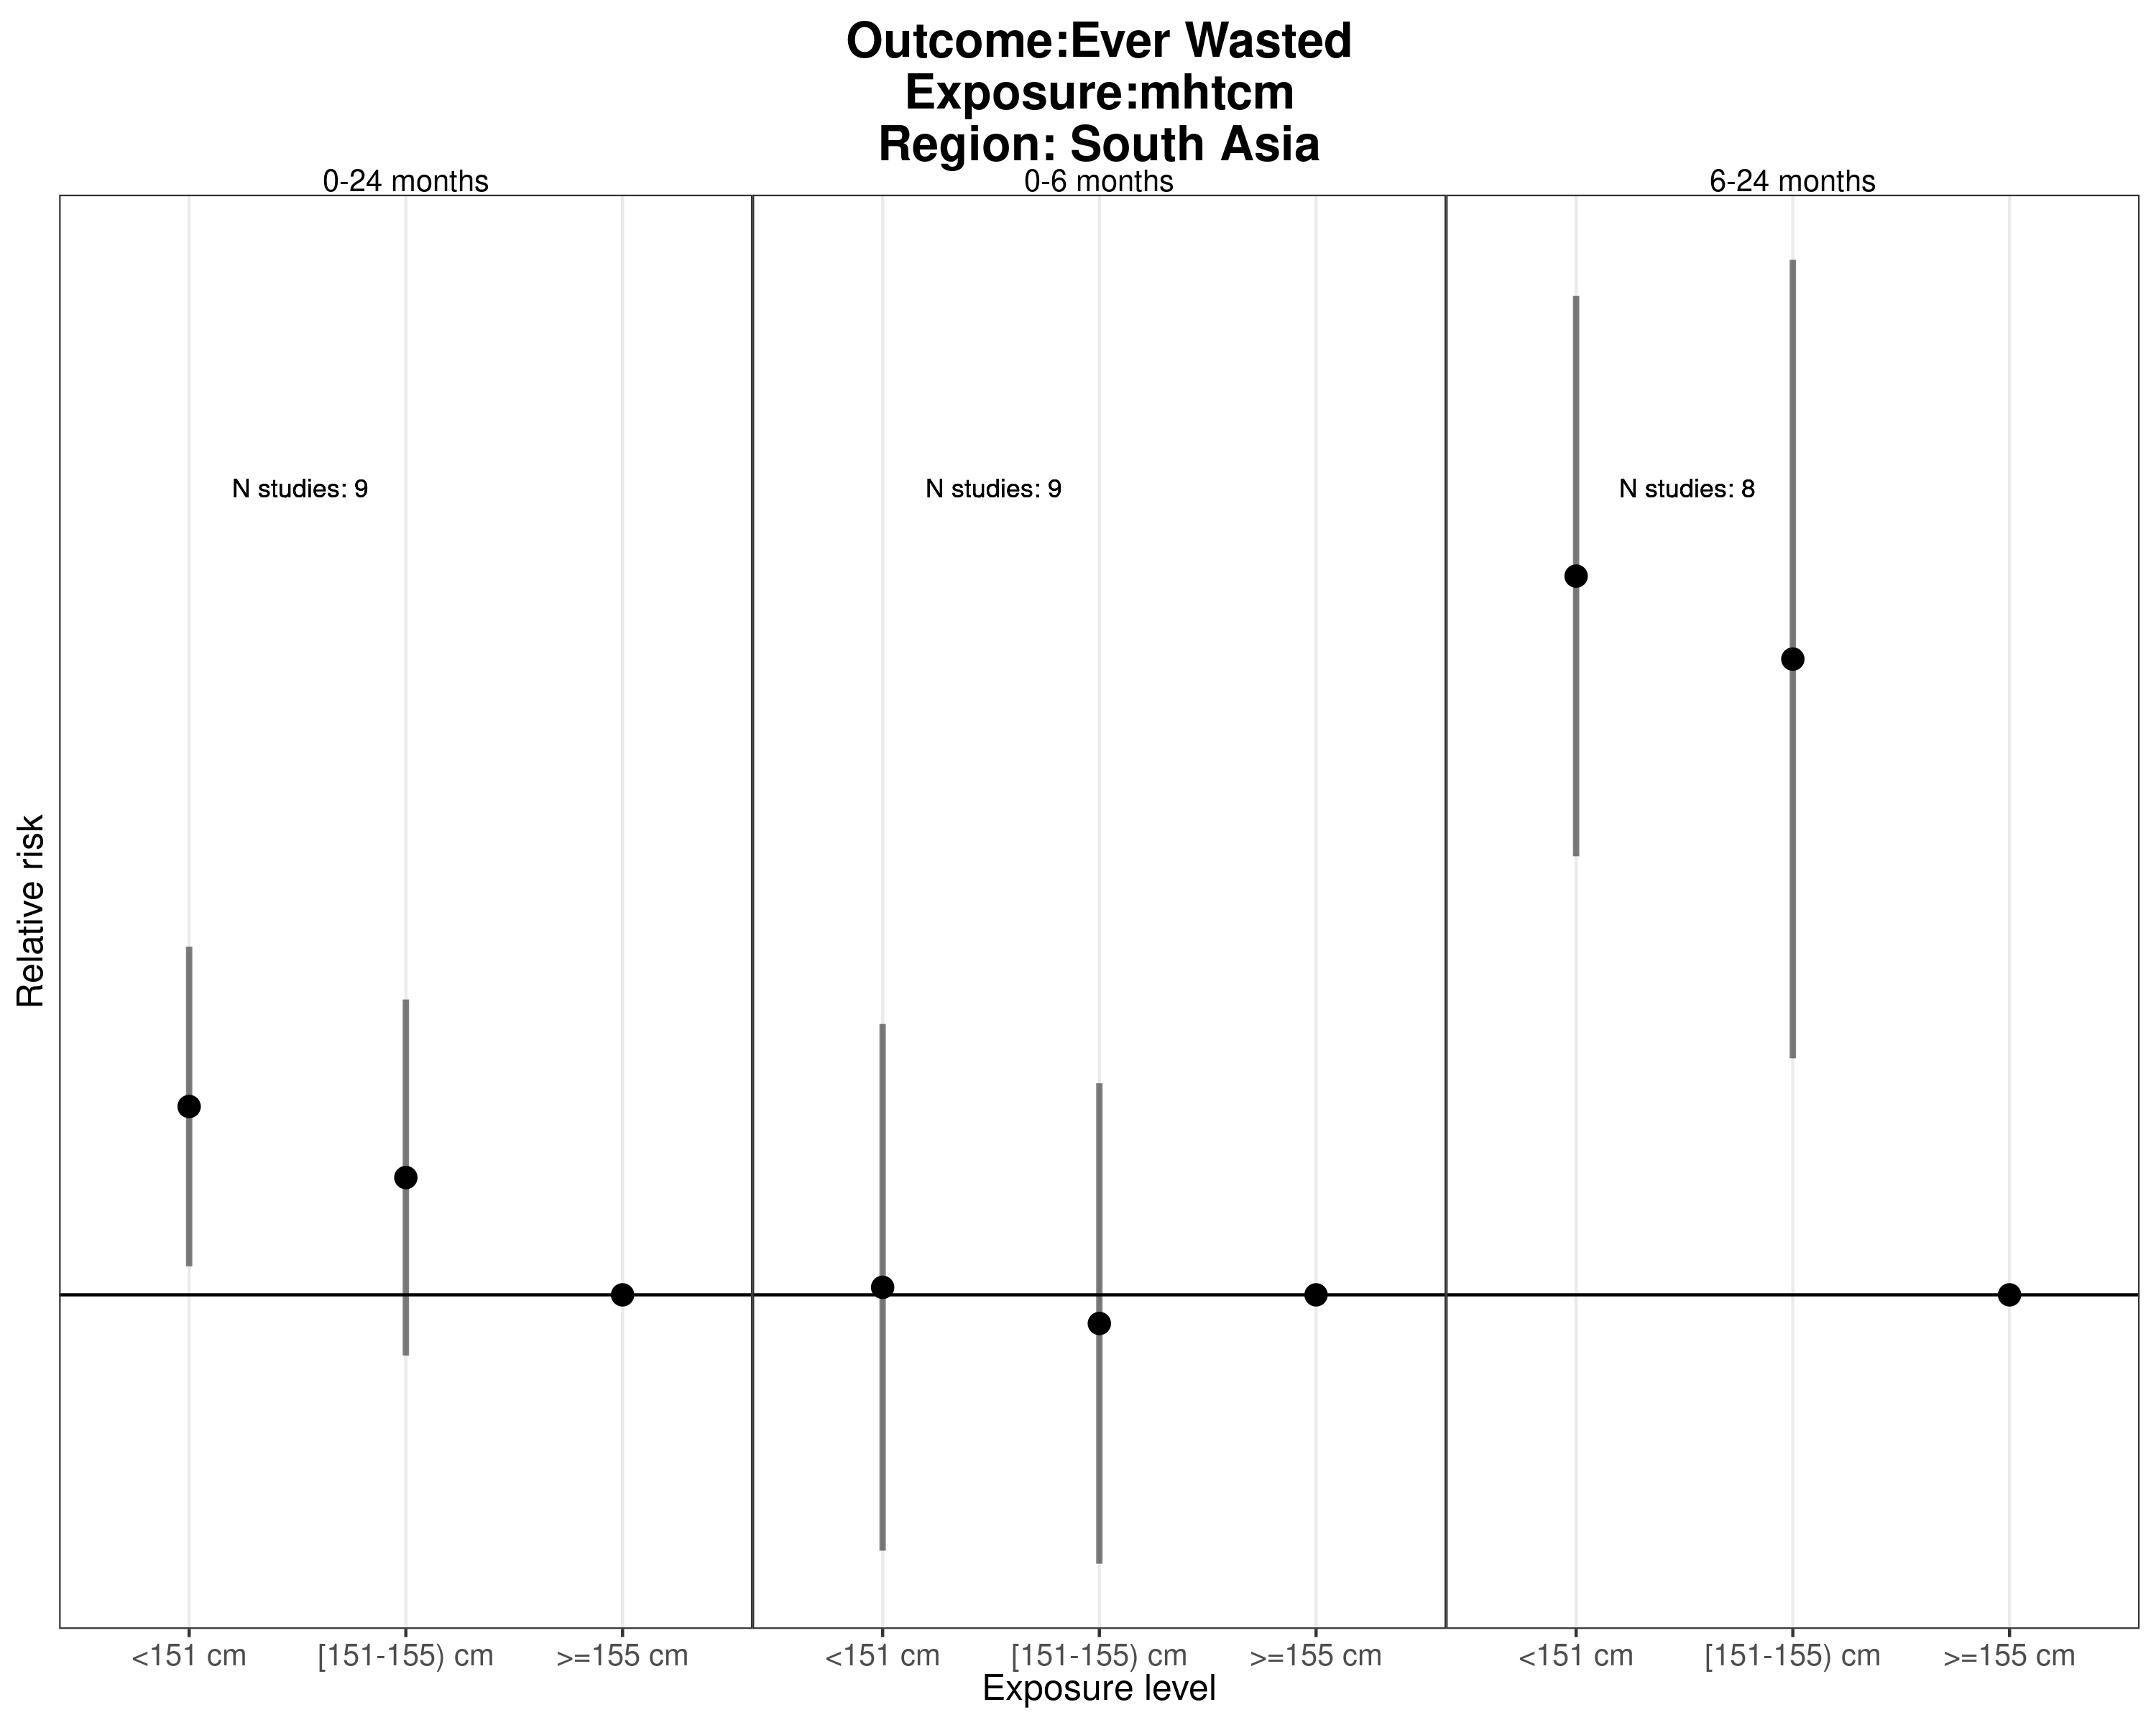 Outcome:Ever Wasted
Exposure:mhtcm
Region: South Asia
0-24 months
0-6 months
6-24 months
N studies: 9
N studies: 9
N studies: 8
Relative risk
<151 cm
[151-155) cm
>=155 cm
<151 cm
[151-155) cm
>=155 cm
<151 cm
[151-155) cm
>=155 cm
Exposure level